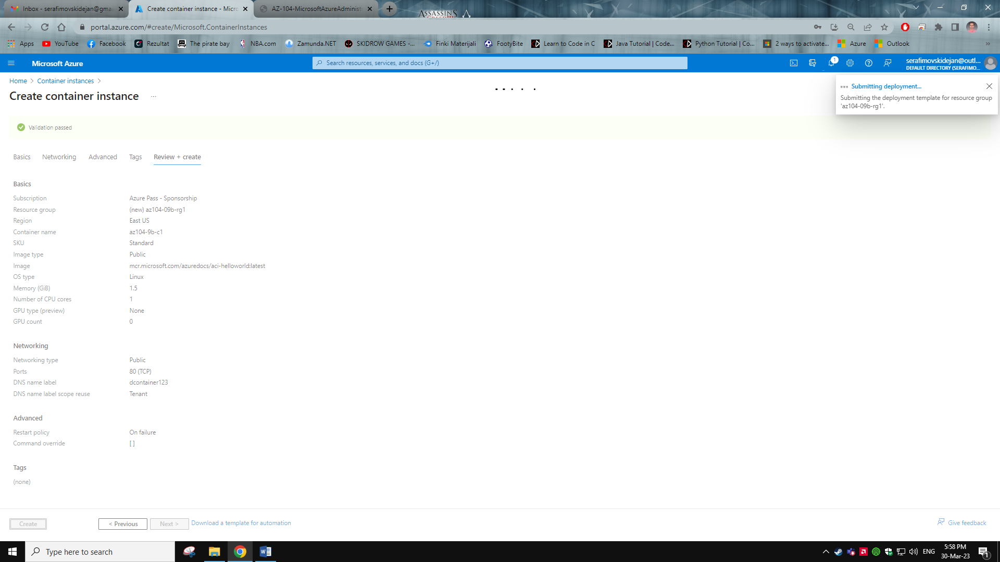 Inbox - serafimovskidejan@gma
Create container instance - Micro
AZ-104-MicrosoftAzureAdminist
ASSASSINS
portal.azure.com/#create/Microsoft.ContainerInstances
Apps
YouTube
Facebook
Rezultat
The pirate bay
NBA.com
Zamunda.NET
SKIDROW GAMES -...
Finki Materijali
FootyBite
Learn to Code in C
Java Tutorial | Code...
Python Tutorial | Co...
2 ways to activate...
Azure
Outlook
»
Microsoft Azure
Search resources, services, and docs (G+/)
1
serafimovskidejan@outl...
DEFAULT DIRECTORY (SERAFIMO...
Home > Container instances >
Create container instance ...
Submitting deployment...
Submitting the deployment template for resource group
'az104-09b-rg1'.
Validation passed
Basics Networking Advanced Tags Review + create
Basics
Subscription Azure Pass - Sponsorship
Resource group (new) az104-09b-rg1
Region East US
Container name az104-9b-c1
SKU Standard
Image type Public
Image mcr.microsoft.com/azuredocs/aci-helloworld:latest
OS type Linux
Memory (GiB) 1.5
Number of CPU cores 1
GPU type (preview) None
GPU count 0
Networking
Networking type Public
Ports 80 (TCP)
DNS name label dcontainer123
DNS name label scope reuse Tenant
Advanced
Restart policy On failure
Command override [ ]
Tags
(none)
Create
< Previous
Next >
Download a template for automation
Give feedback
Type here to search
ENG
5:58 PM
30-Mar-23
1